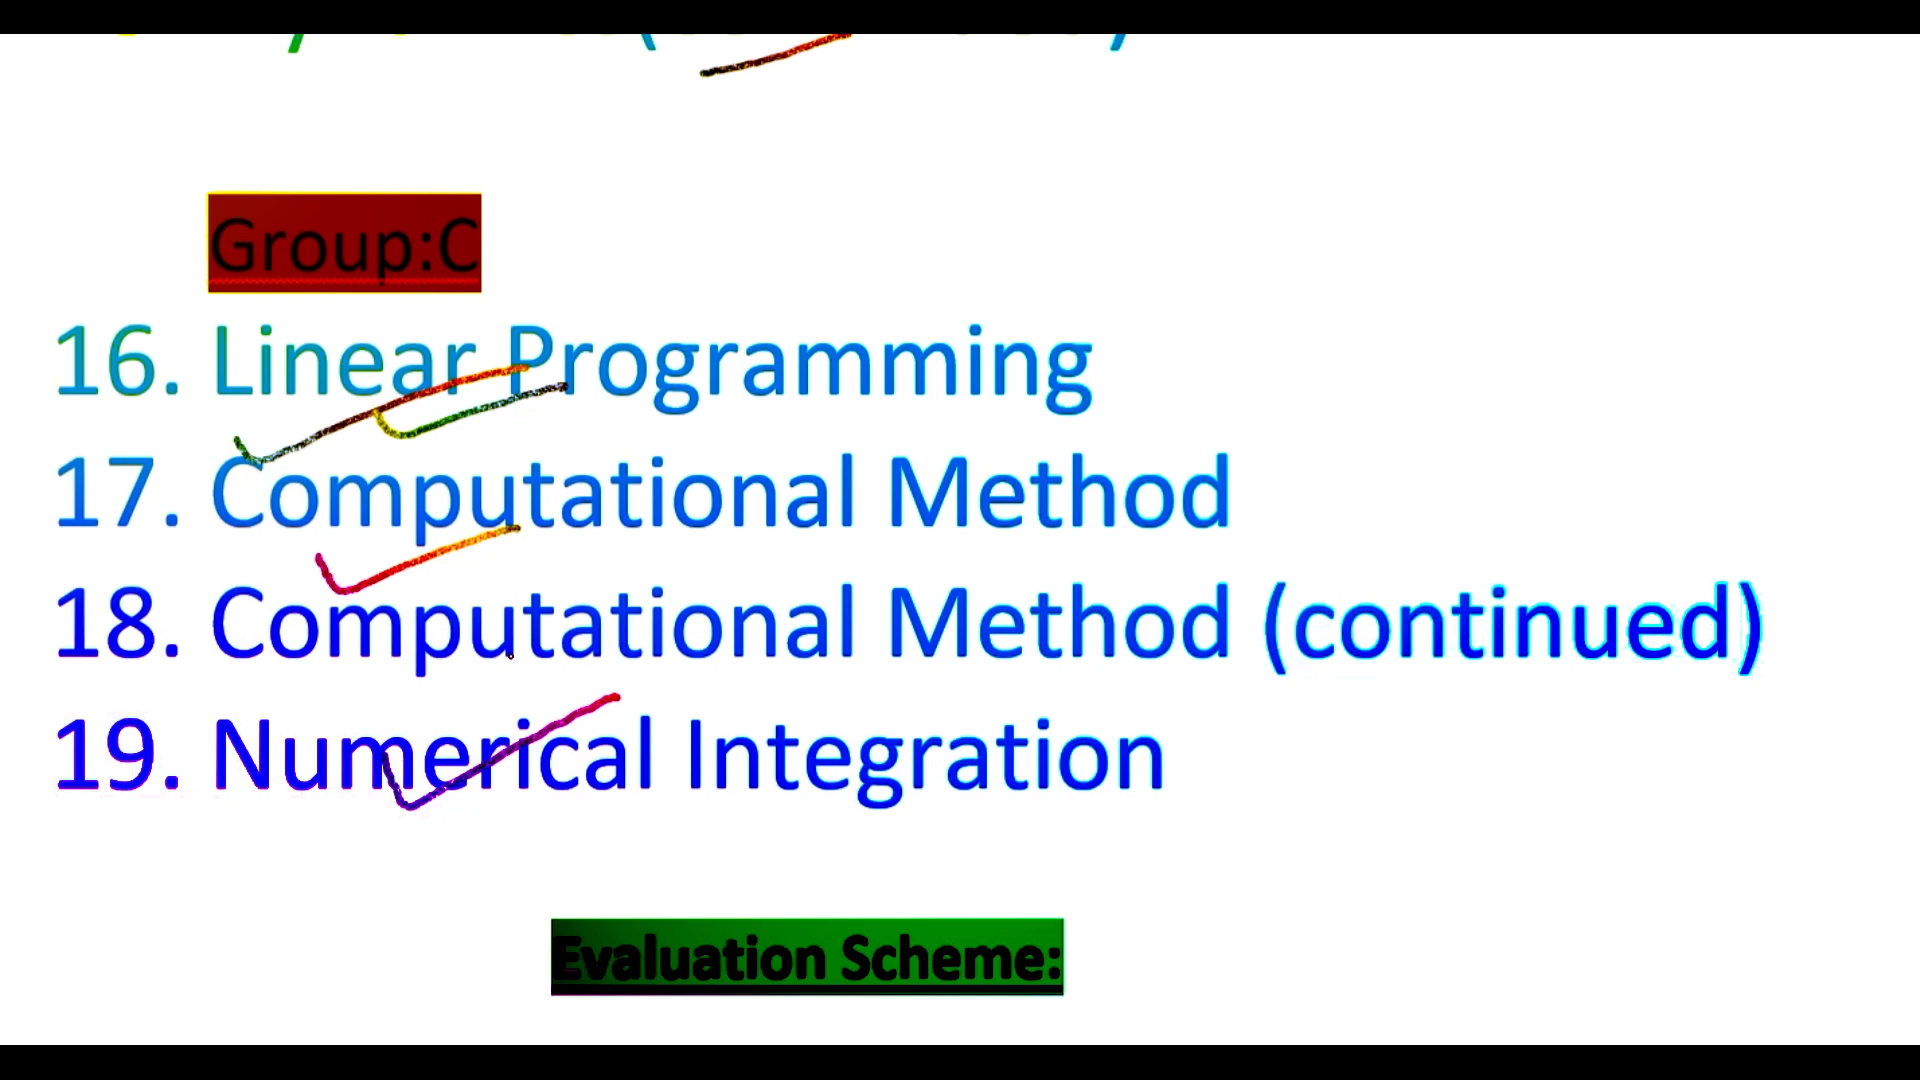 Group:C
16. Linear Programming
17. Computational Method
18. Computational Method (continued)
19. Numerical Integration
Evaluation Scheme: